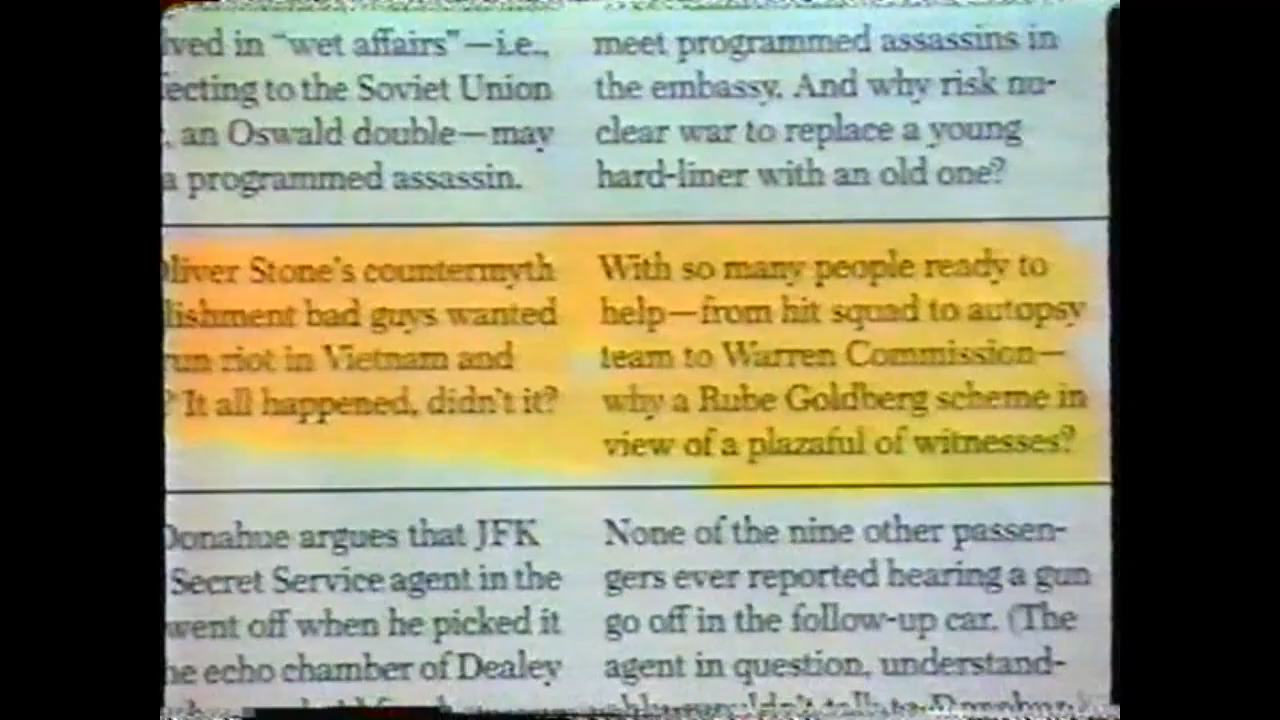 ved in "wet affairs"—i.e.,
ecting to the Soviet Union
, an Oswald double—may
a programmed assassin.
meet programmed assassins in
the embassy. And why risk nu-
clear war to replace a young
hard-liner with an old one?
liver Stone's countermyth
lishment bad guys wanted
un riot in Vietnam and
? It all happened, didn't it?
With so many people ready to
help—from hit squad to autopsy
team to Warren Commission—
why a Rube Goldberg scheme in
view of a plazaful of witnesses?
Donahue argues that JFK
Secret Service agent in the
went off when he picked it
he echo chamber of Dealey
None of the nine other passen-
gers ever reported hearing a gun
go off in the follow-up car. (The
agent in question, understand-